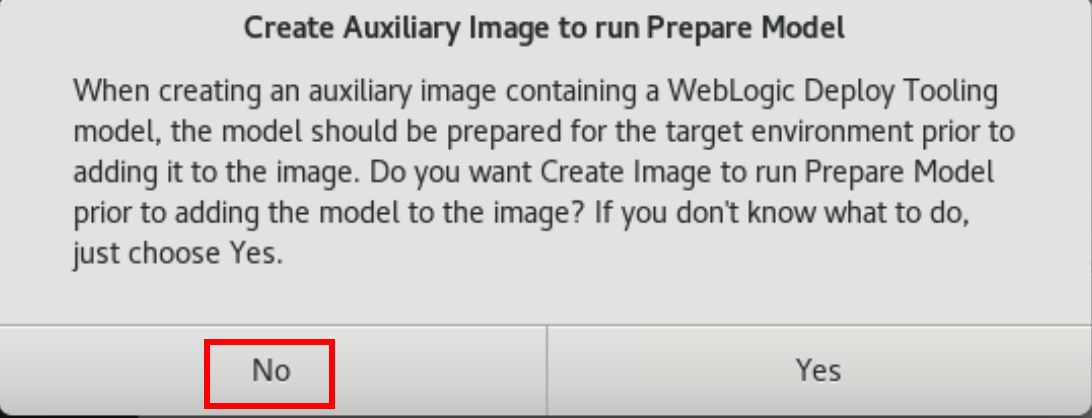 Create Auxiliary Image to run Prepare Model
When creating an auxiliary image containing a WebLogic Deploy Tooling
model, the model should be prepared for the target environment prior to
adding it to the image. Do you want Create Image to run Prepare Model
prior to adding the model to the image? If you don't know what to do,
just choose Yes.
No
Yes